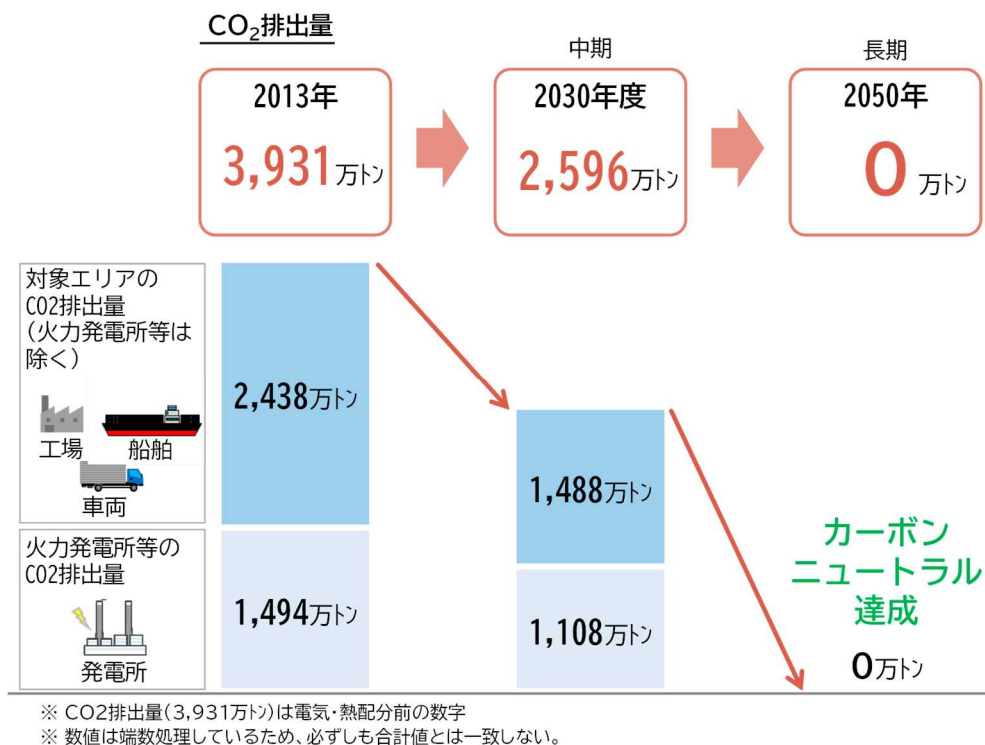 CO₂排出量
中期
長期
2013年
3,931万トン
2030年度
2,596万トン
2050年
0万トン
対象エリアの
CO2排出量
(火力発電所等は
除く)
工場
船舶
車両
2,438万トン
1,488万トン
火力発電所等の
CO2排出量
発電所
1,494万トン
1,108万トン
カーボン
ニュートラル
達成
0万トン
※ CO2排出量(3,931万トン)は電気・熱配分前の数字
※ 数値は端数処理しているため、必ずしも合計値とは一致しない。